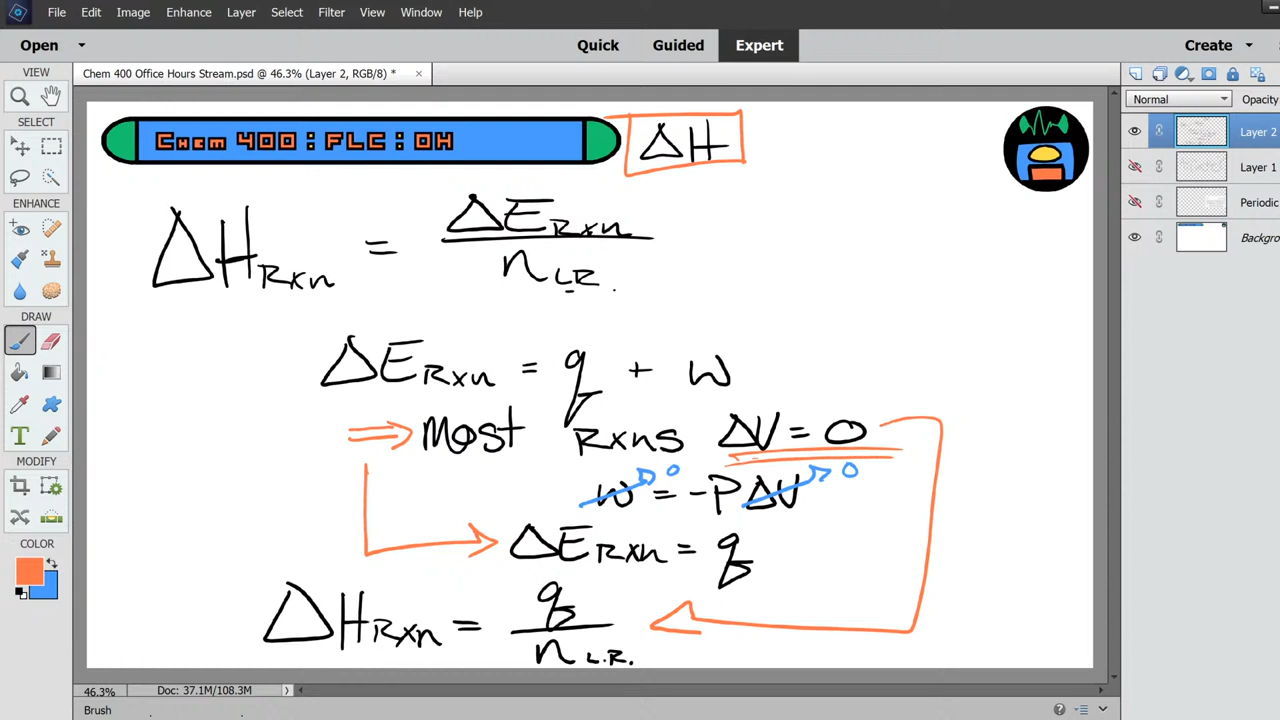 File Edit Image Enhance Layer Select Filter View Window Help
Open Quick Guided Expert Create
VIEW
SELECT
ENHANCE
DRAW
MODIFY
COLOR
Chem 400 Office Hours Stream.psd @ 46.3% (Layer 2, RGB/8) * ×
Normal Opacity
Layer 2
Layer 1
Periodic
Backgro
Chem 400:FLC:OH ΔH
ΔH Rxn = ΔE Rxn / n LR.
ΔE Rxn = q + w
⇒ Most Rxns ΔV = 0
w → 0 = -PΔV → 0
ΔE Rxn = q
ΔH Rxn = q / n L.R.
46.3% Doc: 37.1M/108.3M
Brush